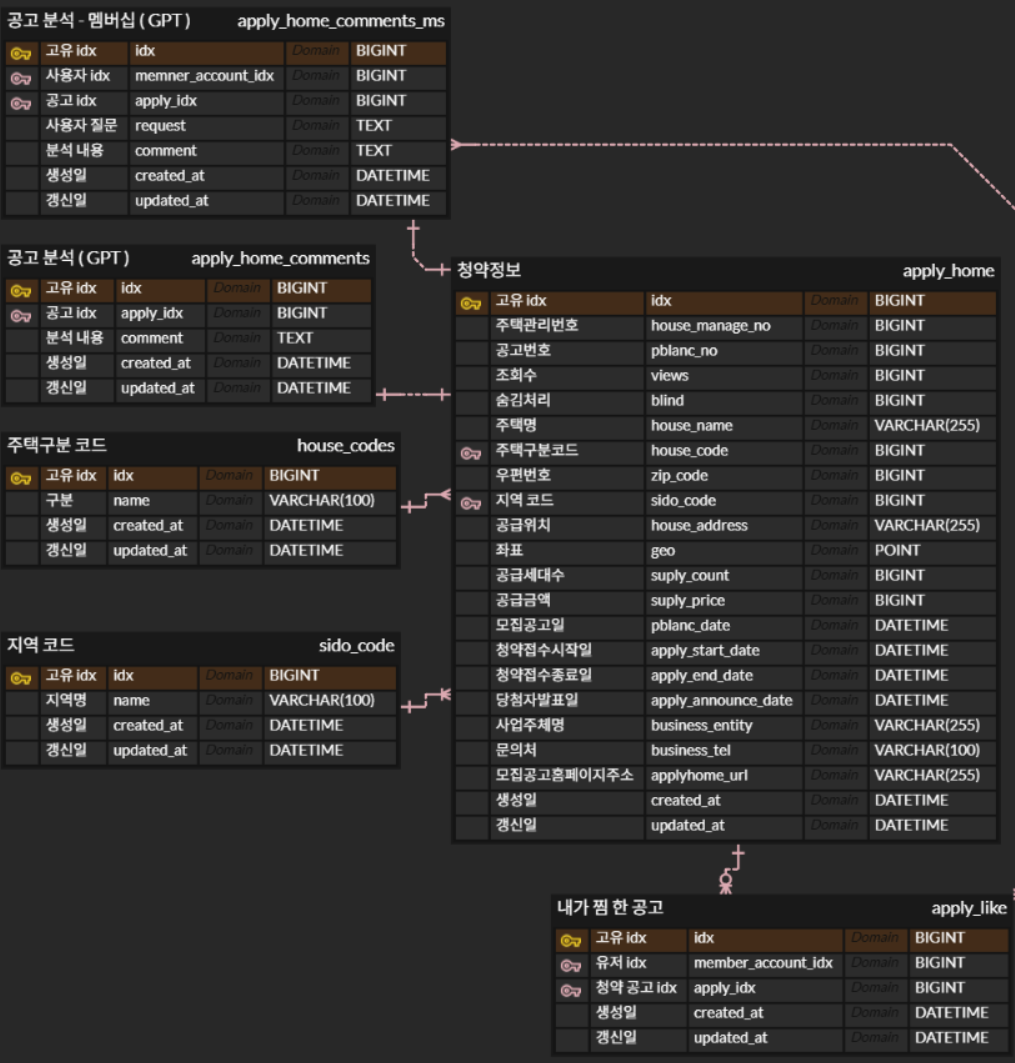 공고 분석 - 멤버십 ( GPT ) apply_home_comments_ms
고유 idx idx Domain BIGINT
사용자 idx memner_account_idx Domain BIGINT
공고 idx apply_idx Domain BIGINT
사용자 질문 request Domain TEXT
분석 내용 comment Domain TEXT
생성일 created_at Domain DATETIME
갱신일 updated_at Domain DATETIME
공고 분석 ( GPT ) apply_home_comments
고유 idx idx Domain BIGINT
공고 idx apply_idx Domain BIGINT
분석 내용 comment Domain TEXT
생성일 created_at Domain DATETIME
갱신일 updated_at Domain DATETIME
주택구분 코드 house_codes
고유 idx idx Domain BIGINT
구분 name Domain VARCHAR(100)
생성일 created_at Domain DATETIME
갱신일 updated_at Domain DATETIME
지역 코드 sido_code
고유 idx idx Domain BIGINT
지역명 name Domain VARCHAR(100)
생성일 created_at Domain DATETIME
갱신일 updated_at Domain DATETIME
청약정보 apply_home
고유 idx idx Domain BIGINT
주택관리번호 house_manage_no Domain BIGINT
공고번호 pblanc_no Domain BIGINT
조회수 views Domain BIGINT
숨김처리 blind Domain BIGINT
주택명 house_name Domain VARCHAR(255)
주택구분코드 house_code Domain BIGINT
우편번호 zip_code Domain BIGINT
지역 코드 sido_code Domain BIGINT
공급위치 house_address Domain VARCHAR(255)
좌표 geo Domain POINT
공급세대수 suply_count Domain BIGINT
공급금액 suply_price Domain BIGINT
모집공고일 pblanc_date Domain DATETIME
청약접수시작일 apply_start_date Domain DATETIME
청약접수종료일 apply_end_date Domain DATETIME
당첨자발표일 apply_announce_date Domain DATETIME
사업주체명 business_entity Domain VARCHAR(255)
문의처 business_tel Domain VARCHAR(100)
모집공고홈페이지주소 applyhome_url Domain VARCHAR(255)
생성일 created_at Domain DATETIME
갱신일 updated_at Domain DATETIME
내가 찜 한 공고 apply_like
고유 idx idx Domain BIGINT
유저 idx member_account_idx Domain BIGINT
청약 공고 idx apply_idx Domain BIGINT
생성일 created_at Domain DATETIME
갱신일 updated_at Domain DATETIME